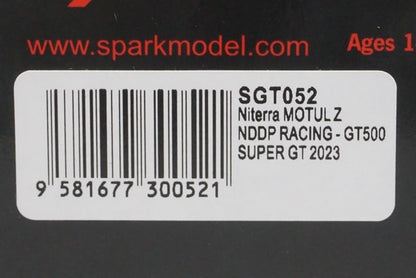 www.sparkmodel.com Ages 1
SGT052
Niterra MOTUL Z
NDDP RACING - GT500
SUPER GT 2023
9 581677 300521